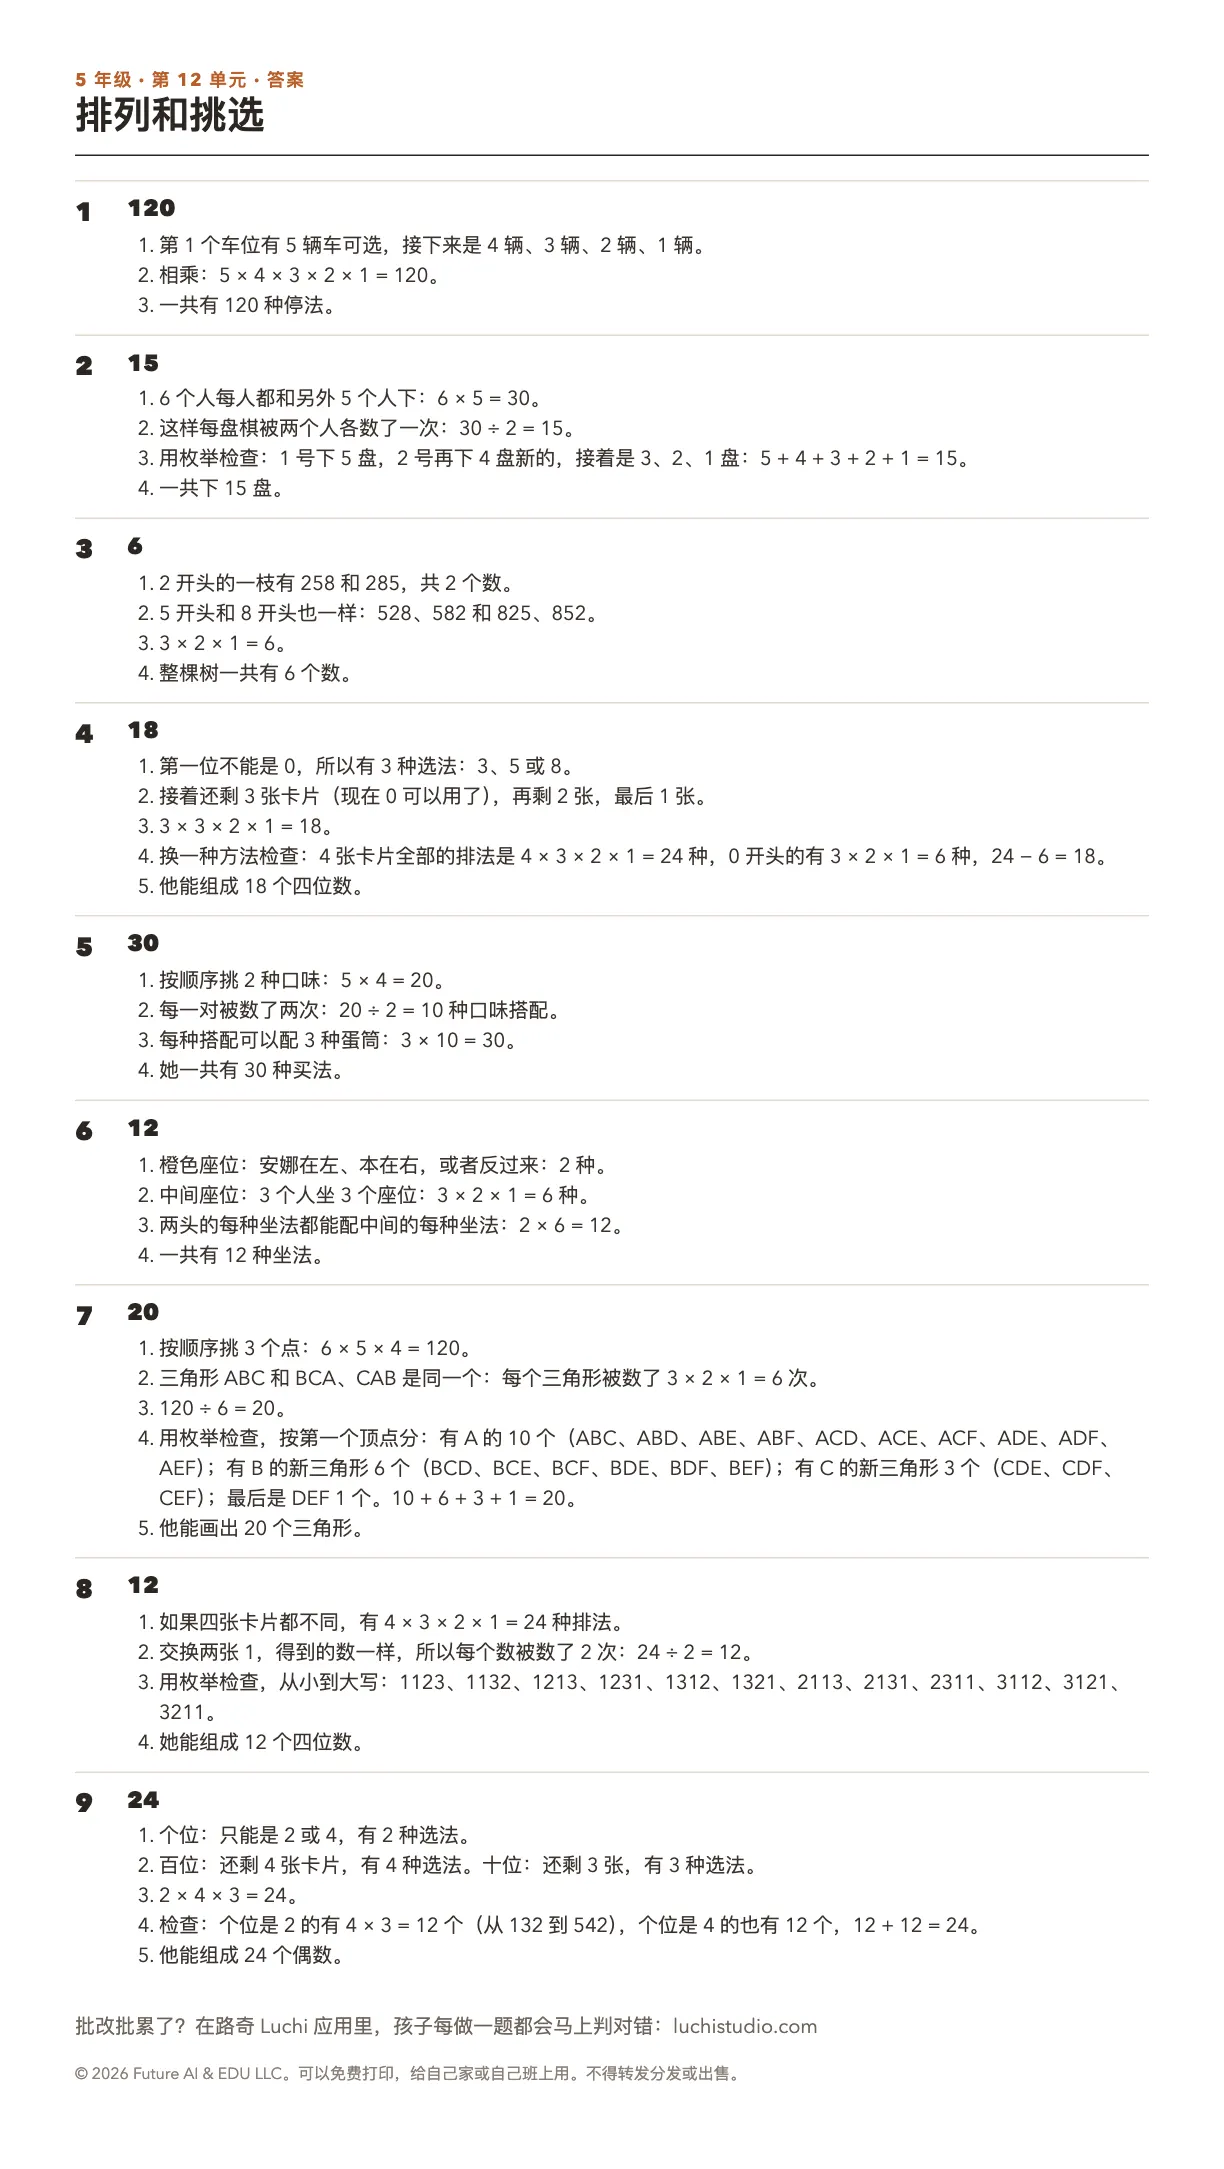 5 年级 · 第 12 单元 · 答案
排列和挑选
1 120
1. 第 1 个车位有 5 辆车可选，接下来是 4 辆、3 辆、2 辆、1 辆。
2. 相乘：5 × 4 × 3 × 2 × 1 = 120。
3. 一共有 120 种停法。
2 15
1. 6 个人每人都和另外 5 个人下：6 × 5 = 30。
2. 这样每盘棋被两个人各数了一次：30 ÷ 2 = 15。
3. 用枚举检查：1 号下 5 盘，2 号再下 4 盘新的，接着是 3、2、1 盘：5 + 4 + 3 + 2 + 1 = 15。
4. 一共下 15 盘。
3 6
1. 2 开头的一枝有 258 和 285，共 2 个数。
2. 5 开头和 8 开头也一样：528、582 和 825、852。
3. 3 × 2 × 1 = 6。
4. 整棵树一共有 6 个数。
4 18
1. 第一位不能是 0，所以有 3 种选法：3、5 或 8。
2. 接着还剩 3 张卡片（现在 0 可以用了），再剩 2 张，最后 1 张。
3. 3 × 3 × 2 × 1 = 18。
4. 换一种方法检查：4 张卡片全部的排法是 4 × 3 × 2 × 1 = 24 种，0 开头的有 3 × 2 × 1 = 6 种，24 − 6 = 18。
5. 他能组成 18 个四位数。
5 30
1. 按顺序挑 2 种口味：5 × 4 = 20。
2. 每一对被数了两次：20 ÷ 2 = 10 种口味搭配。
3. 每种搭配可以配 3 种蛋筒：3 × 10 = 30。
4. 她一共有 30 种买法。
6 12
1. 橙色座位：安娜在左、本在右，或者反过来：2 种。
2. 中间座位：3 个人坐 3 个座位：3 × 2 × 1 = 6 种。
3. 两头的每种坐法都能配中间的每种坐法：2 × 6 = 12。
4. 一共有 12 种坐法。
7 20
1. 按顺序挑 3 个点：6 × 5 × 4 = 120。
2. 三角形 ABC 和 BCA、CAB 是同一个：每个三角形被数了 3 × 2 × 1 = 6 次。
3. 120 ÷ 6 = 20。
4. 用枚举检查，按第一个顶点分：有 A 的 10 个（ABC、ABD、ABE、ABF、ACD、ACE、ACF、ADE、ADF、
AEF）；有 B 的新三角形 6 个（BCD、BCE、BCF、BDE、BDF、BEF）；有 C 的新三角形 3 个（CDE、CDF、
CEF）；最后是 DEF 1 个。10 + 6 + 3 + 1 = 20。
5. 他能画出 20 个三角形。
8 12
1. 如果四张卡片都不同，有 4 × 3 × 2 × 1 = 24 种排法。
2. 交换两张 1，得到的数一样，所以每个数被数了 2 次：24 ÷ 2 = 12。
3. 用枚举检查，从小到大写：1123、1132、1213、1231、1312、1321、2113、2131、2311、3112、3121、
3211。
4. 她能组成 12 个四位数。
9 24
1. 个位：只能是 2 或 4，有 2 种选法。
2. 百位：还剩 4 张卡片，有 4 种选法。十位：还剩 3 张，有 3 种选法。
3. 2 × 4 × 3 = 24。
4. 检查：个位是 2 的有 4 × 3 = 12 个（从 132 到 542），个位是 4 的也有 12 个，12 + 12 = 24。
5. 他能组成 24 个偶数。
批改批累了？在路奇 Luchi 应用里，孩子每做一题都会马上判对错：luchistudio.com
© 2026 Future AI & EDU LLC。可以免费打印，给自己家或自己班上用。不得转发分发或出售。